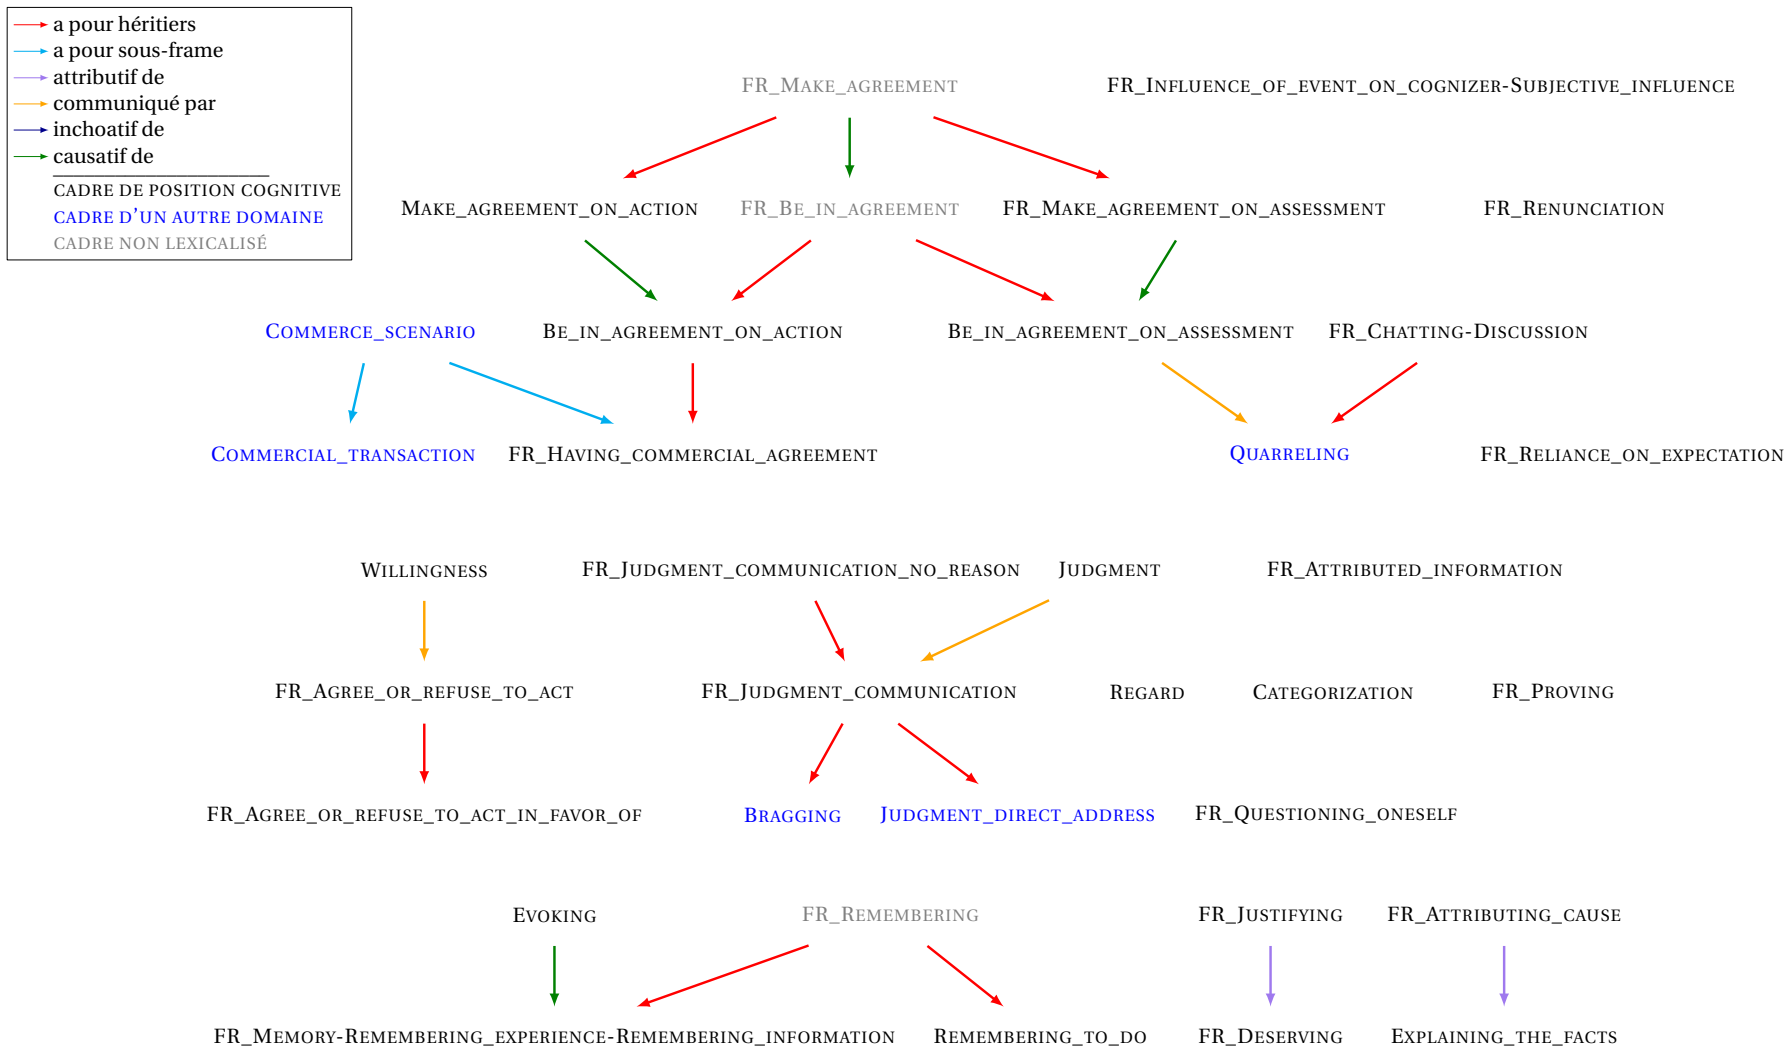 a pour héritiers
a pour sous-frame
attributif de
communiqué par
inchoatif de
causatif de
CADRE DE POSITION COGNITIVE
CADRE D'UN AUTRE DOMAINE
CADRE NON LEXICALISÉ
FR_MAKE_AGREEMENT FR_INFLUENCE_OF_EVENT_ON_COGNIZER-SUBJECTIVE_INFLUENCE
MAKE_AGREEMENT_ON_ACTION FR_BE_IN_AGREEMENT FR_MAKE_AGREEMENT_ON_ASSESSMENT FR_RENUNCIATION
COMMERCE_SCENARIO BE_IN_AGREEMENT_ON_ACTION BE_IN_AGREEMENT_ON_ASSESSMENT FR_CHATTING-DISCUSSION
COMMERCIAL_TRANSACTION FR_HAVING_COMMERCIAL_AGREEMENT QUARRELING FR_RELIANCE_ON_EXPECTATION
WILLINGNESS FR_JUDGMENT_COMMUNICATION_NO_REASON JUDGMENT FR_ATTRIBUTED_INFORMATION
FR_AGREE_OR_REFUSE_TO_ACT FR_JUDGMENT_COMMUNICATION REGARD CATEGORIZATION FR_PROVING
FR_AGREE_OR_REFUSE_TO_ACT_IN_FAVOR_OF BRAGGING JUDGMENT_DIRECT_ADDRESS FR_QUESTIONING_ONESELF
EVOKING FR_REMEMBERING FR_JUSTIFYING FR_ATTRIBUTING_CAUSE
FR_MEMORY-REMEMBERING_EXPERIENCE-REMEMBERING_INFORMATION REMEMBERING_TO_DO FR_DESERVING EXPLAINING_THE_FACTS